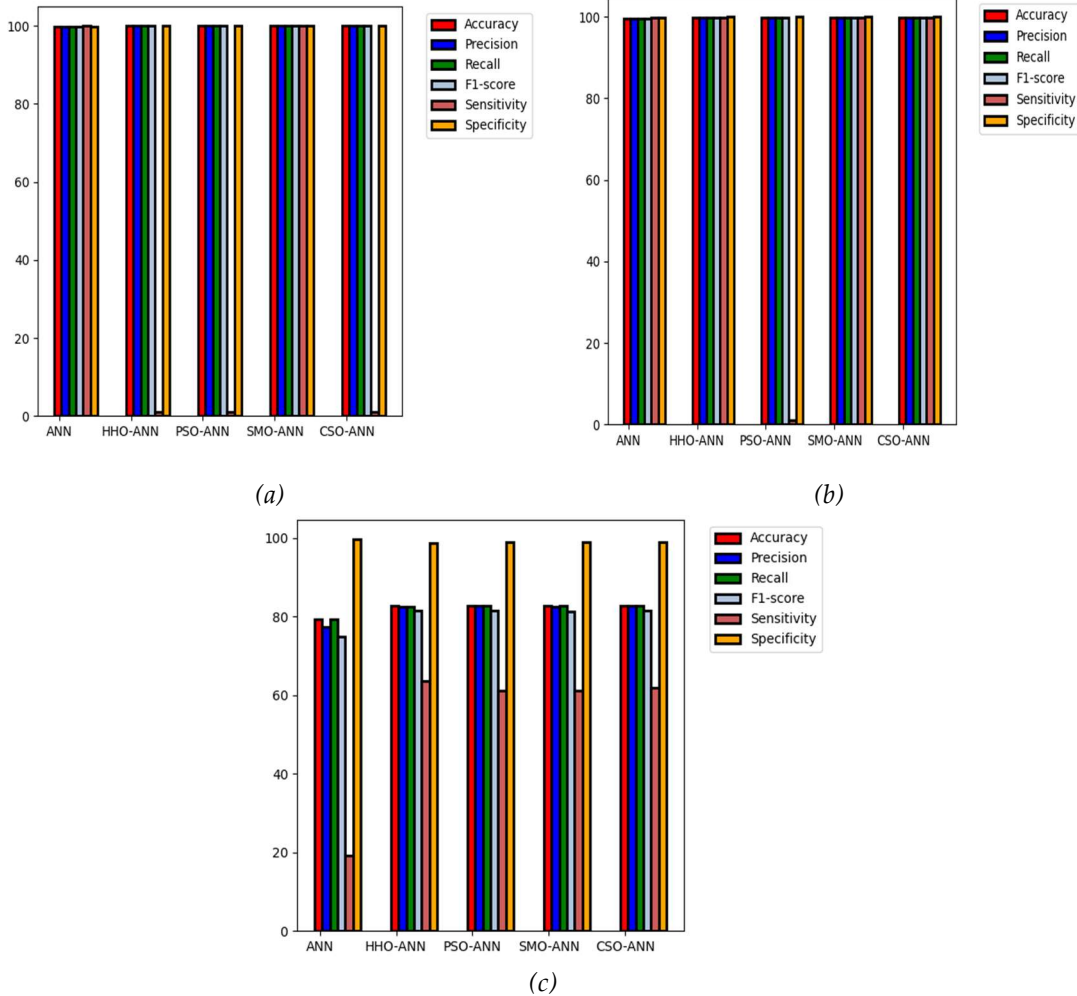 100
80
60
40
20
0
ANN HHO-ANN PSO-ANN SMO-ANN CSO-ANN
Accuracy
Precision
Recall
F1-score
Sensitivity
Specificity
(a)
100
80
60
40
20
0
ANN HHO-ANN PSO-ANN SMO-ANN CSO-ANN
Accuracy
Precision
Recall
F1-score
Sensitivity
Specificity
(b)
100
80
60
40
20
0
ANN HHO-ANN PSO-ANN SMO-ANN CSO-ANN
Accuracy
Precision
Recall
F1-score
Sensitivity
Specificity
(c)